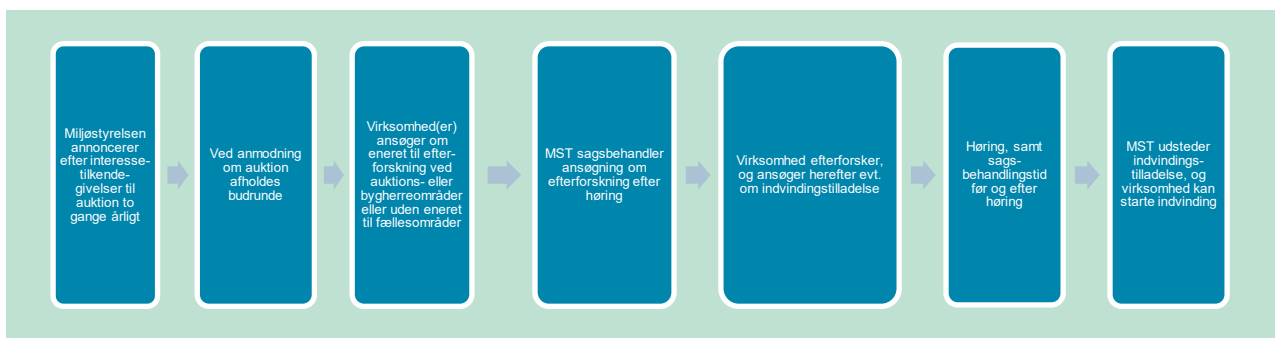 Miljøstyrelsen
annoncerer
efter interesse-
tilkende-
givelser til
auktion to
gange årligt
Ved anmodning
om auktion
afholdes
budrunde
Virksomhed(er)
ansøger om
eneret til efter-
forskning ved
auktions- eller
bygherreområder
eller uden eneret
til fællesområder
MST sagsbehandler
ansøgning om
efterforskning efter
høring
Virksomhed efterforsker,
og ansøger herefter evt.
om indvindingstilladelse
Høring, samt
sags-
behandlingstid
før og efter
høring
MST udsteder
indvindings-
tilladelse, og
virksomhed kan
starte indvinding